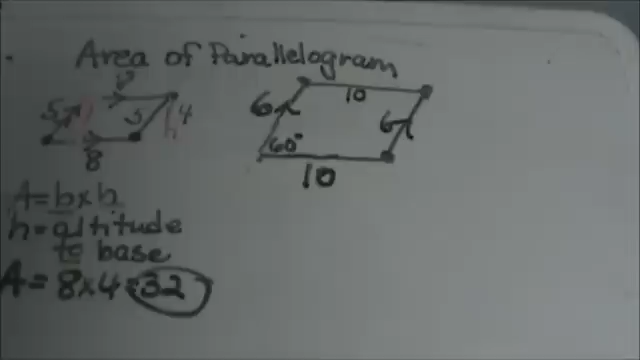 Area of Parallelogram
8
5
5
4
8
A = b x h
h = altitude
to base
A = 8 x 4 = 32
10
6
6
60°
10